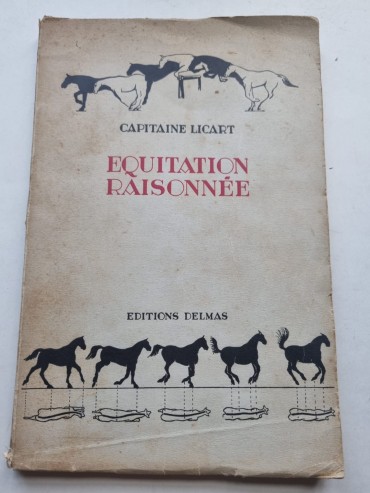 CAPITAINE LICART
EQUITATION
RAISONNÉE
EDITIONS DELMAS